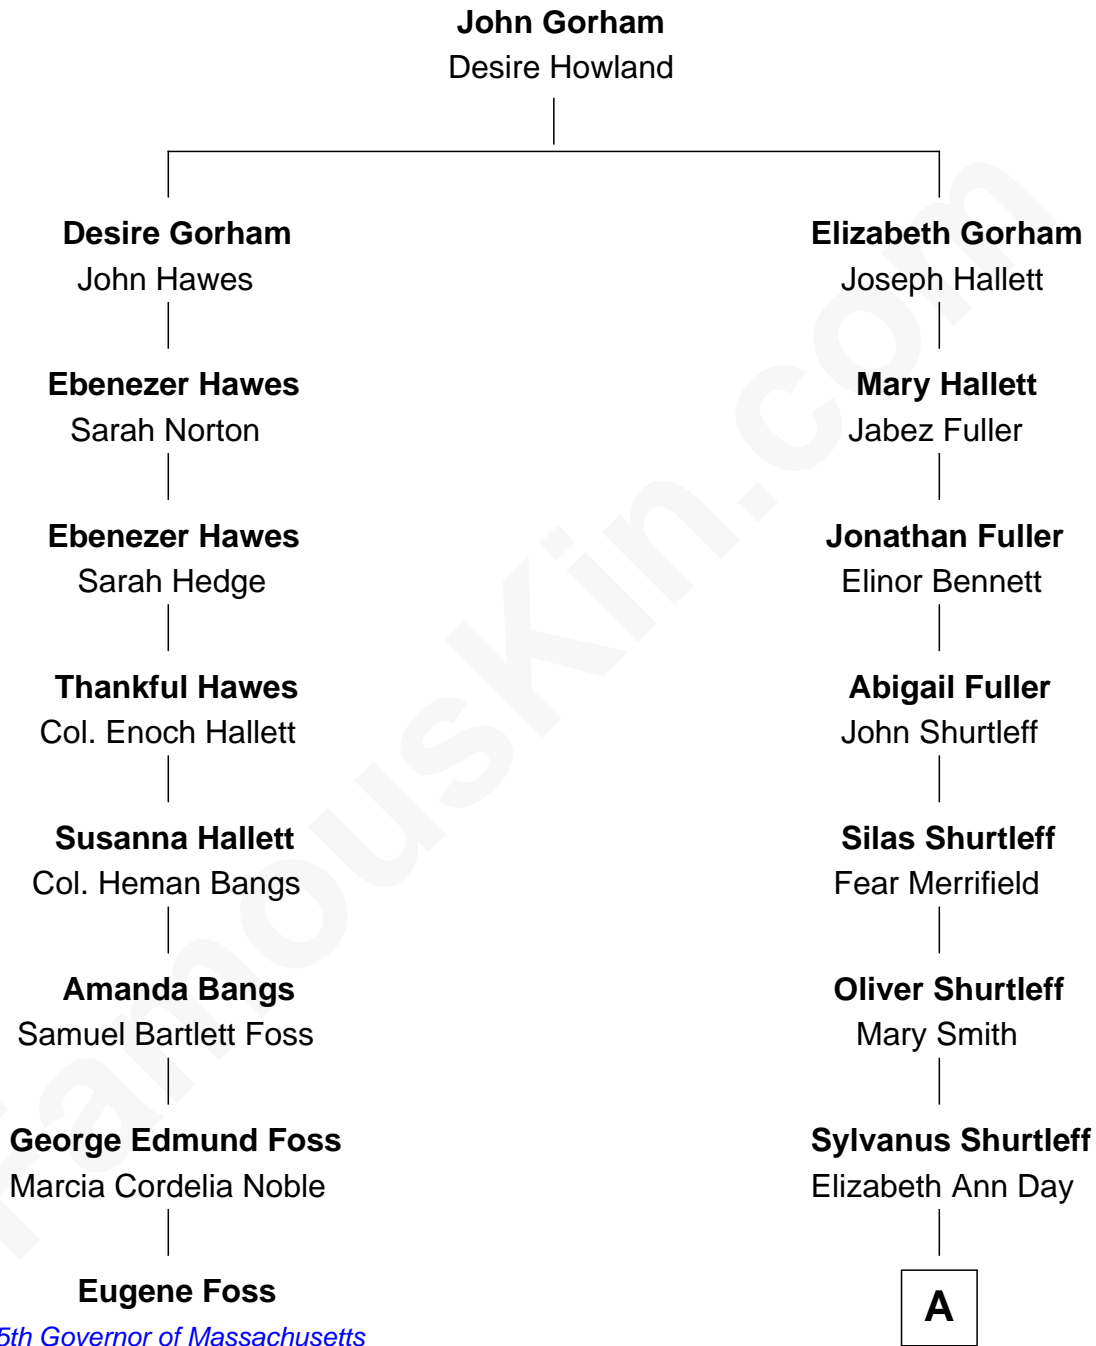 John Gorham
Desire Howland
Desire Gorham
John Hawes
Ebenezer Hawes
Sarah Norton
Ebenezer Hawes
Sarah Hedge
Thankful Hawes
Col. Enoch Hallett
Susanna Hallett
Col. Heman Bangs
Amanda Bangs
Samuel Bartlett Foss
George Edmund Foss
Marcia Cordelia Noble
Eugene Foss
5th Governor of Massachusetts
Elizabeth Gorham
Joseph Hallett
Mary Hallett
Jabez Fuller
Jonathan Fuller
Elinor Bennett
Abigail Fuller
John Shurtleff
Silas Shurtleff
Fear Merrifield
Oliver Shurtleff
Mary Smith
Sylvanus Shurtleff
Elizabeth Ann Day
A
FamousKin.com